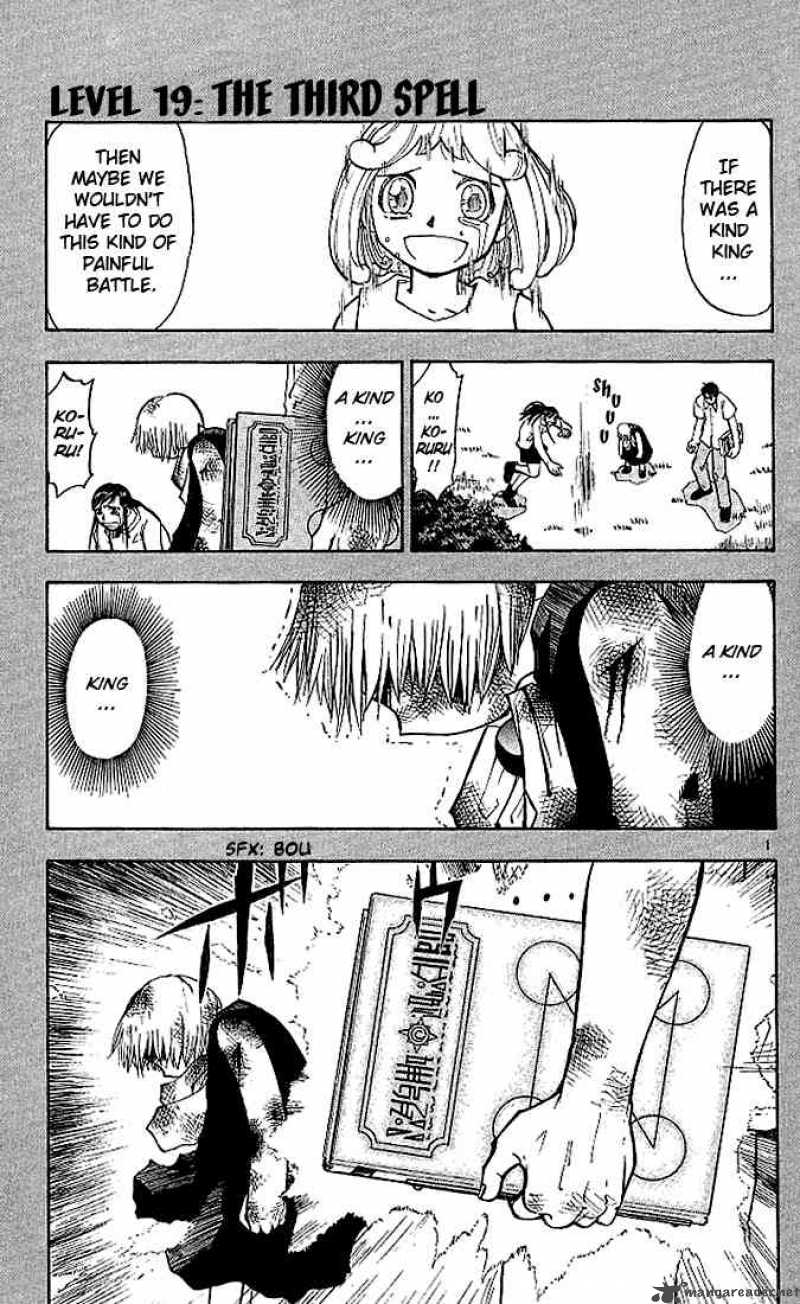 LEVEL 19: THE THIRD SPELL
IF
THERE
WAS A
KIND
KING
...
THEN
MAYBE WE
WOULDN'T
HAVE TO DO
THIS KIND OF
PAINFUL
BATTLE.
SHUUU
KO
...
KO-
RURU
!!
A KIND
...
KING
...
KO-
RU-
RU!
A KIND
...
KING
...
SFX: BOU
1
mangareader.net